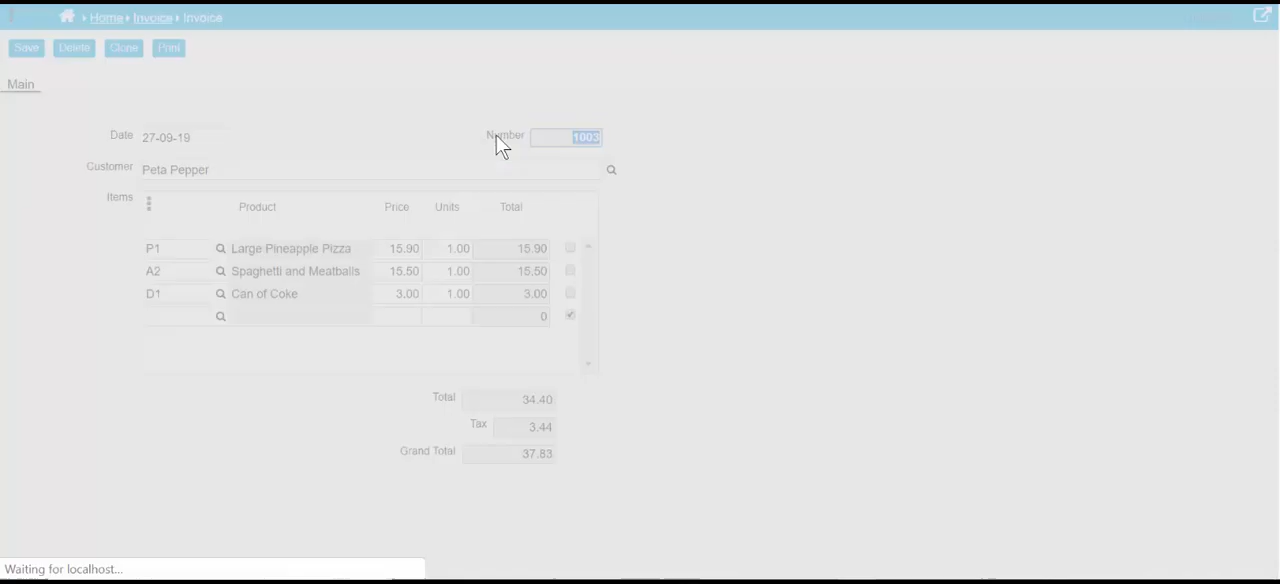 Home Invoice Invoice
Save Delete Clone Print
Main
Date 27-09-19 Number 1003
Customer Peta Pepper
Items Product Price Units Total
P1 Large Pineapple Pizza 15.90 1.00 15.90
A2 Spaghetti and Meatballs 15.50 1.00 15.50
D1 Can of Coke 3.00 1.00 3.00
0
Total 34.40
Tax 3.44
Grand Total 37.83
Waiting for localhost...